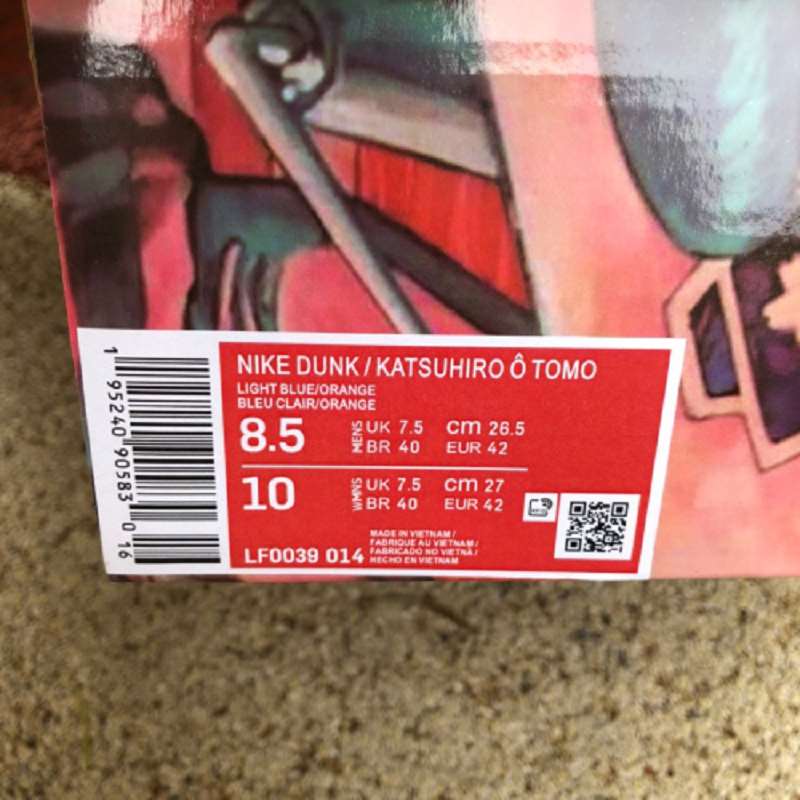 NIKE DUNK / KATSUHIRO Ô TOMO
LIGHT BLUE/ORANGE
BLEU CLAIR/ORANGE
8.5 MENS UK 7.5 cm 26.5
BR 40 EUR 42
10 WMNS UK 7.5 cm 27
BR 40 EUR 42
LF0039 014
MADE IN VIETNAM /
FABRIQUE AU VIETNAM /
FABRICADO NO VIETNÃ /
HECHO EN VIETNAM
1 95240 90583 0 16